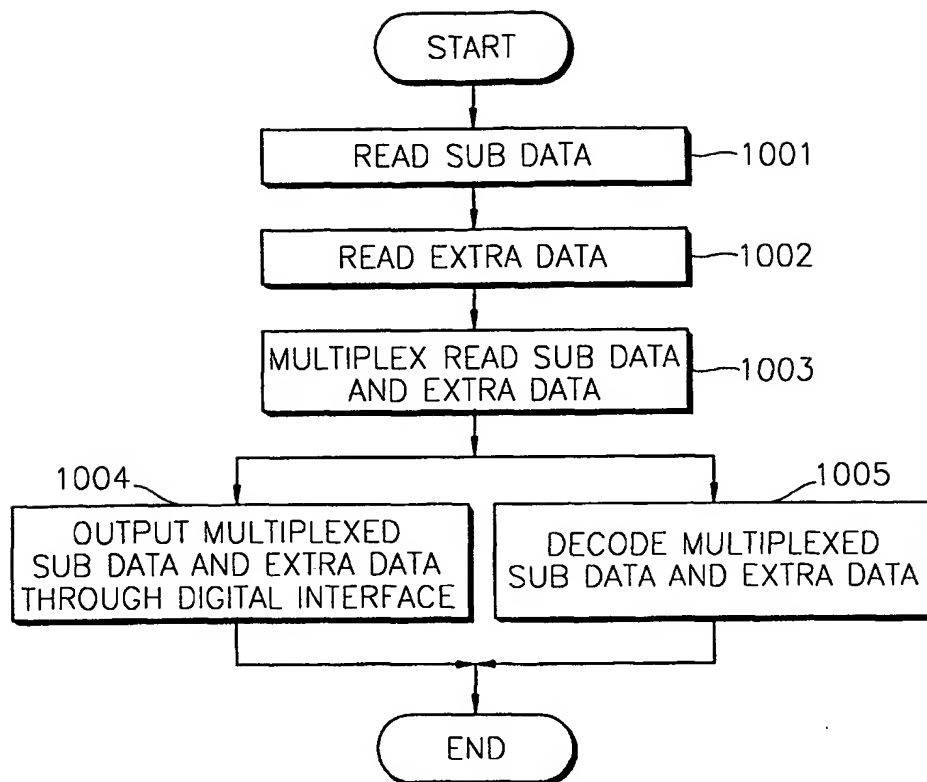 START
READ SUB DATA
1001
READ EXTRA DATA
1002
MULTIPLEX READ SUB DATA
AND EXTRA DATA
1003
1004
OUTPUT MULTIPLEXED
SUB DATA AND EXTRA DATA
THROUGH DIGITAL INTERFACE
1005
DECODE MULTIPLEXED
SUB DATA AND EXTRA DATA
END